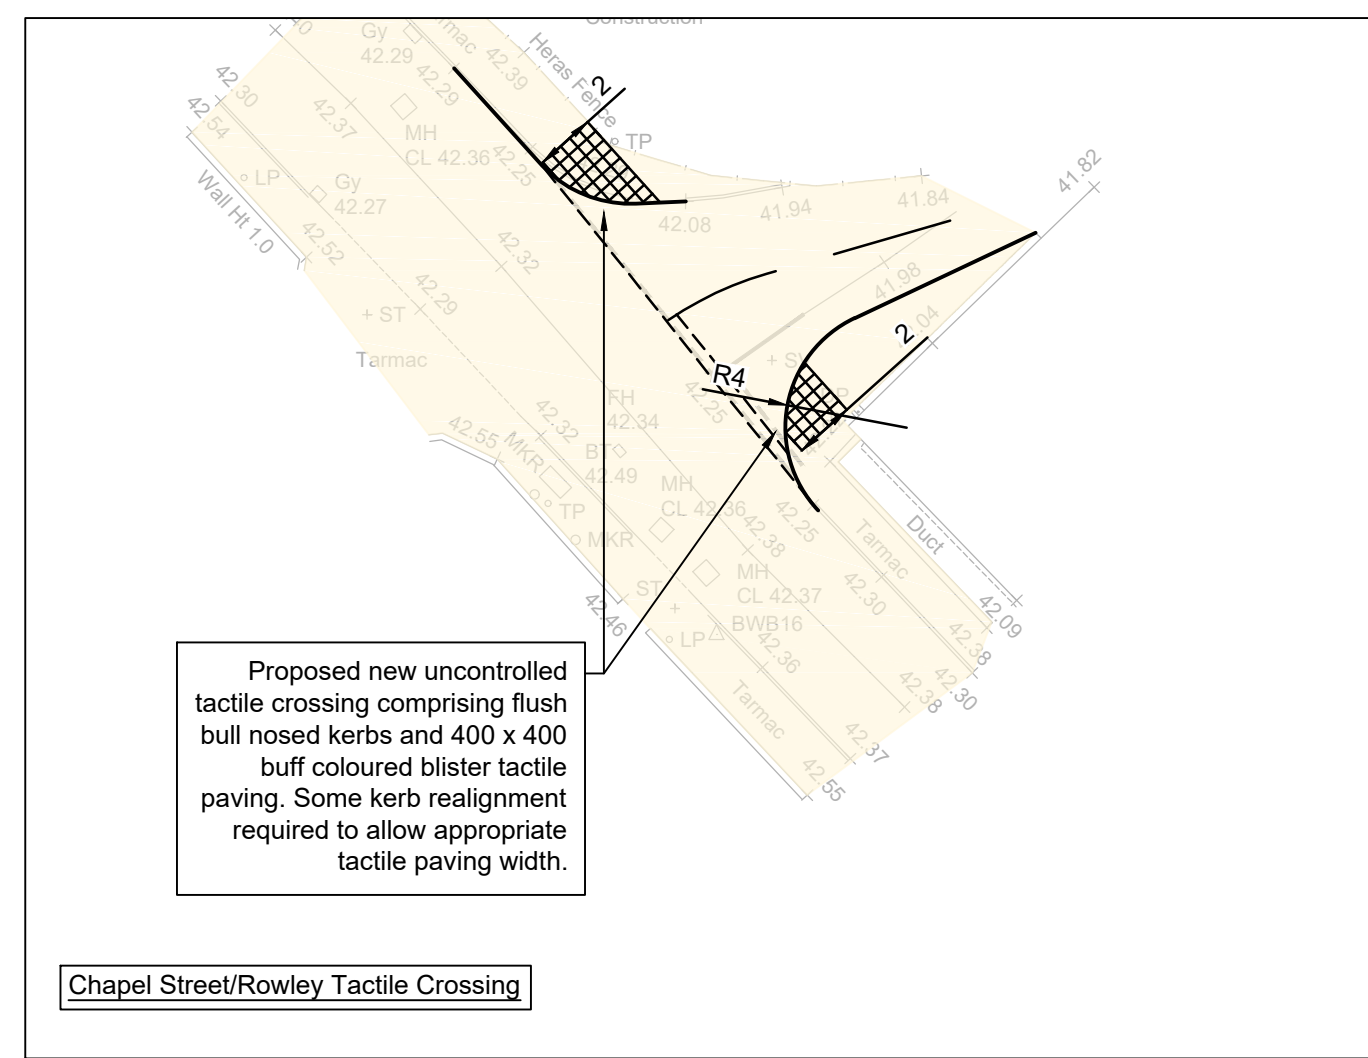 Construction
Gy
42.29
Tarmac
42.39
42.29
Heras Fence
2
TP
42.30
42.54
42.37
MH
CL 42.36
42.25
LP
Gy
42.27
Wall Ht 1.0
42.52
42.32
42.29
+ ST
Tarmac
42.08
41.94
41.84
41.82
41.98
2
R4
42.25
FH
42.34
42.32
42.55
MKR
BT
42.49
TP
MKR
MH
CL 42.36
42.25
42.38
Tarmac
Duct
MH
CL 42.37
42.30
ST
42.46
BWB16
LP
42.36
42.09
42.38
42.30
42.38
Tarmac
42.37
42.55
Proposed new uncontrolled
tactile crossing comprising flush
bull nosed kerbs and 400 x 400
buff coloured blister tactile
paving. Some kerb realignment
required to allow appropriate
tactile paving width.
Chapel Street/Rowley Tactile Crossing